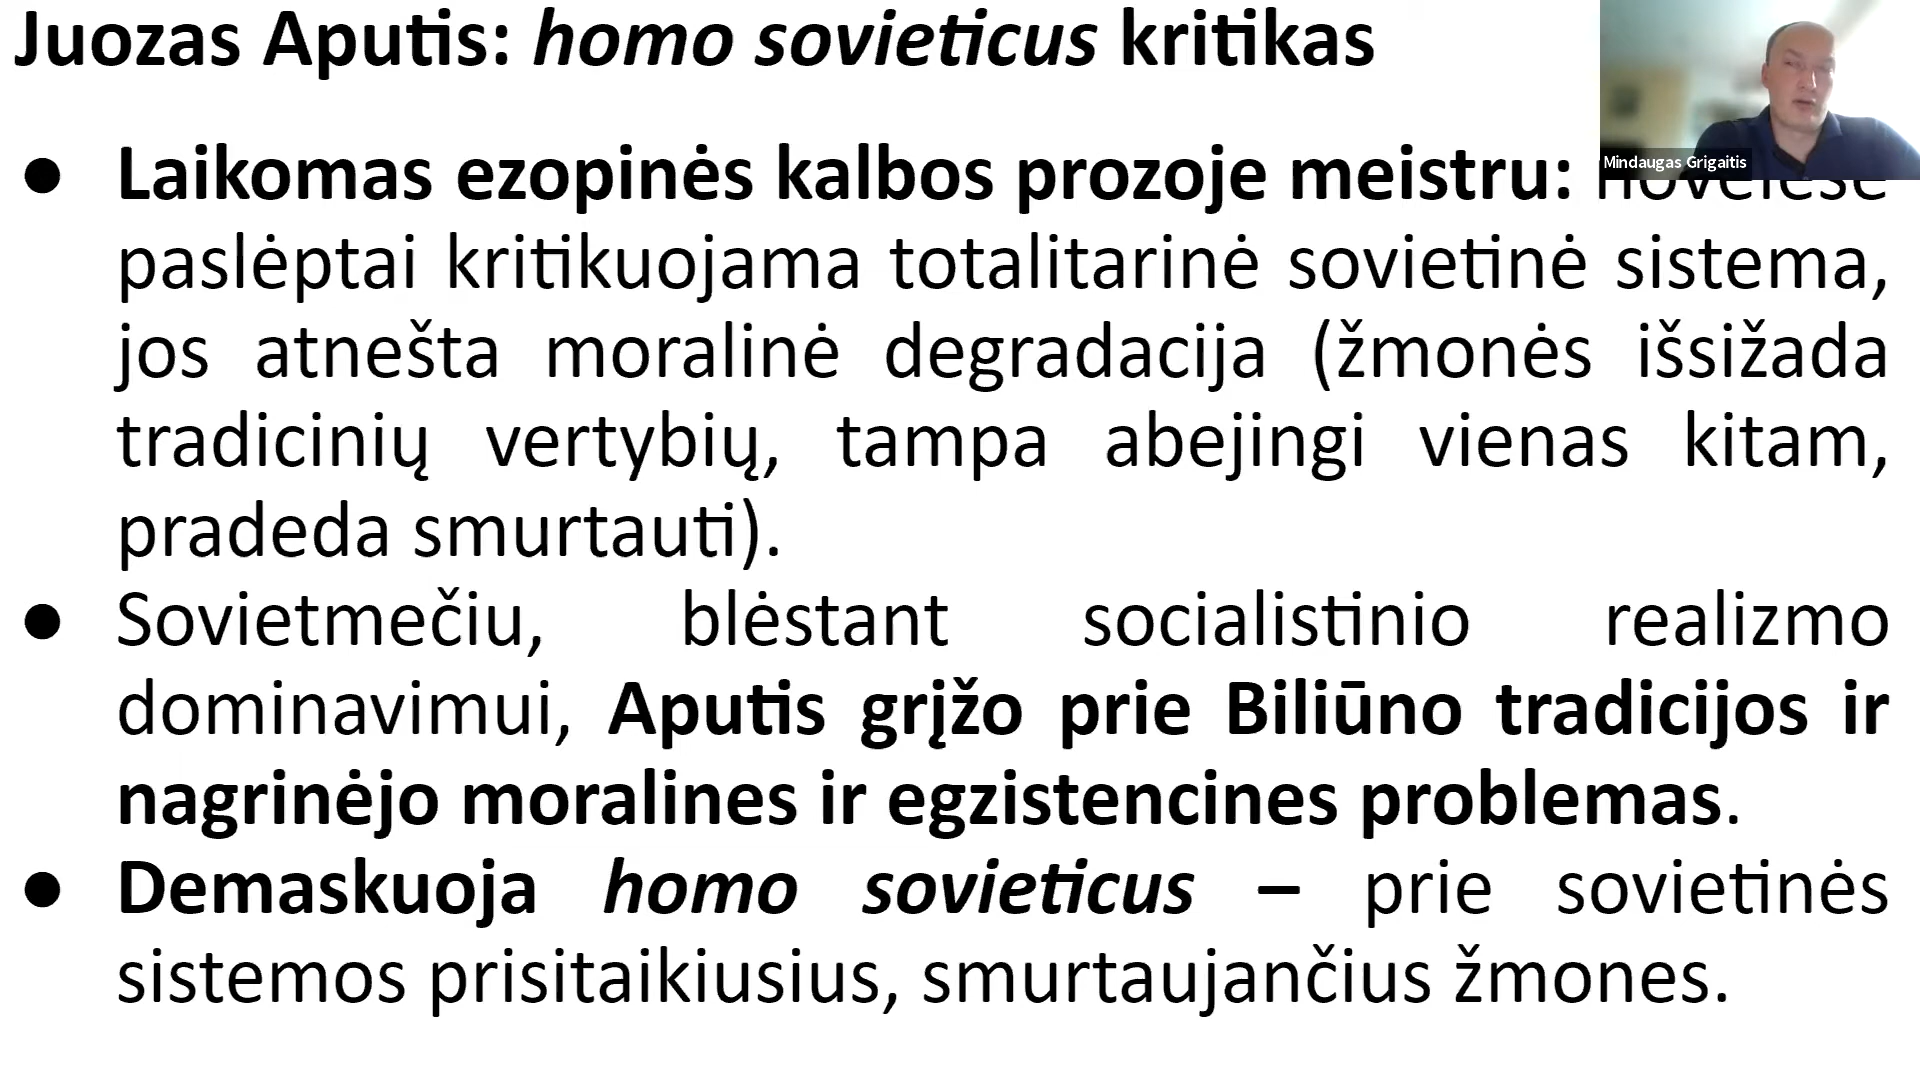 Juozas Aputis: homo sovieticus kritikas
Mindaugas Grigaitis
● Laikomas ezopinės kalbos prozoje meistru: novelėse
paslėptai kritikuojama totalitarinė sovietinė sistema,
jos atnešta moralinė degradacija (žmonės išsižada
tradicinių vertybių, tampa abejingi vienas kitam,
pradeda smurtauti).
● Sovietmečiu, blėstant socialistinio realizmo
dominavimui, Aputis grįžo prie Biliūno tradicijos ir
nagrinėjo moralines ir egzistencines problemas.
● Demaskuoja homo sovieticus – prie sovietinės
sistemos prisitaikiusius, smurtaujančius žmones.